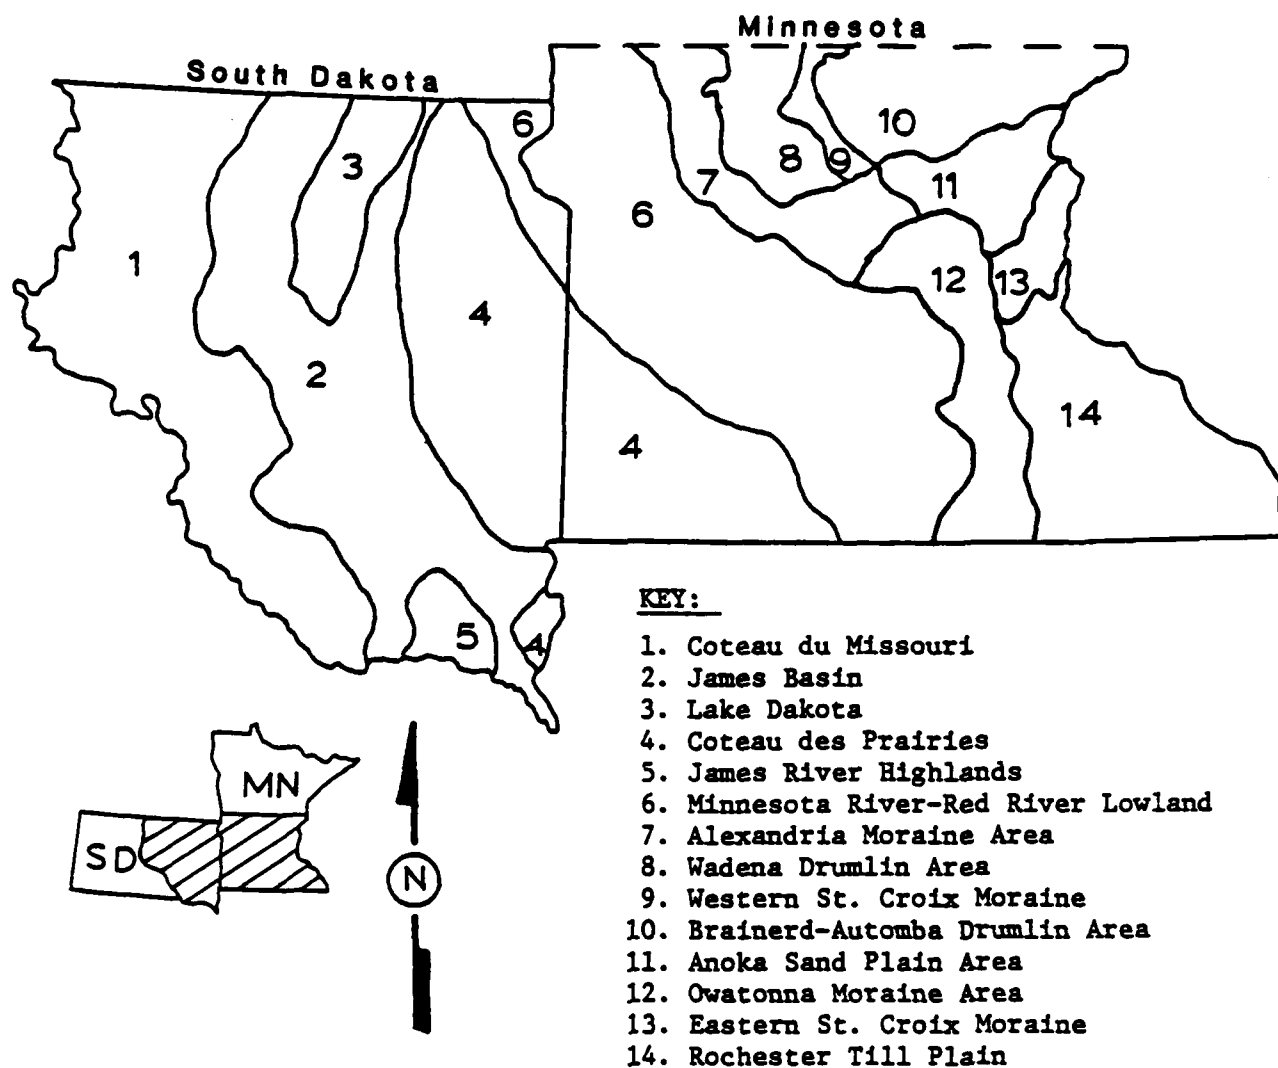 Minnesota
South Dakota
6
10
3
8
9
7
11
6
1
12
13
4
2
14
4
5
4
KEY:
1. Coteau du Missouri
2. James Basin
3. Lake Dakota
4. Coteau des Prairies
5. James River Highlands
6. Minnesota River-Red River Lowland
7. Alexandria Moraine Area
8. Wadena Drumlin Area
9. Western St. Croix Moraine
10. Brainerd-Automba Drumlin Area
11. Anoka Sand Plain Area
12. Owatonna Moraine Area
13. Eastern St. Croix Moraine
14. Rochester Till Plain
MN
SD
N